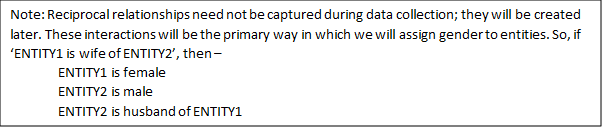 Note: Reciprocal relationships need not be captured during data collection; they will be created
later. These interactions will be the primary way in which we will assign gender to entities. So, if
‘ENTITY1 is wife of ENTITY2’, then –
ENTITY1 is female
ENTITY2 is male
ENTITY2 is husband of ENTITY1